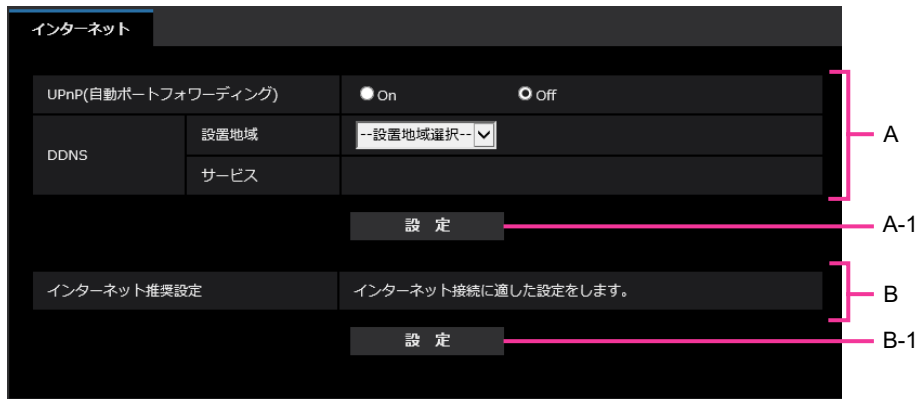 インターネット
UPnP(自動ポートフォワーディング) On Off A
DDNS 設置地域 --設置地域選択--
サービス
設 定 A-1
インターネット推奨設定 インターネット接続に適した設定をします。 B
設 定 B-1